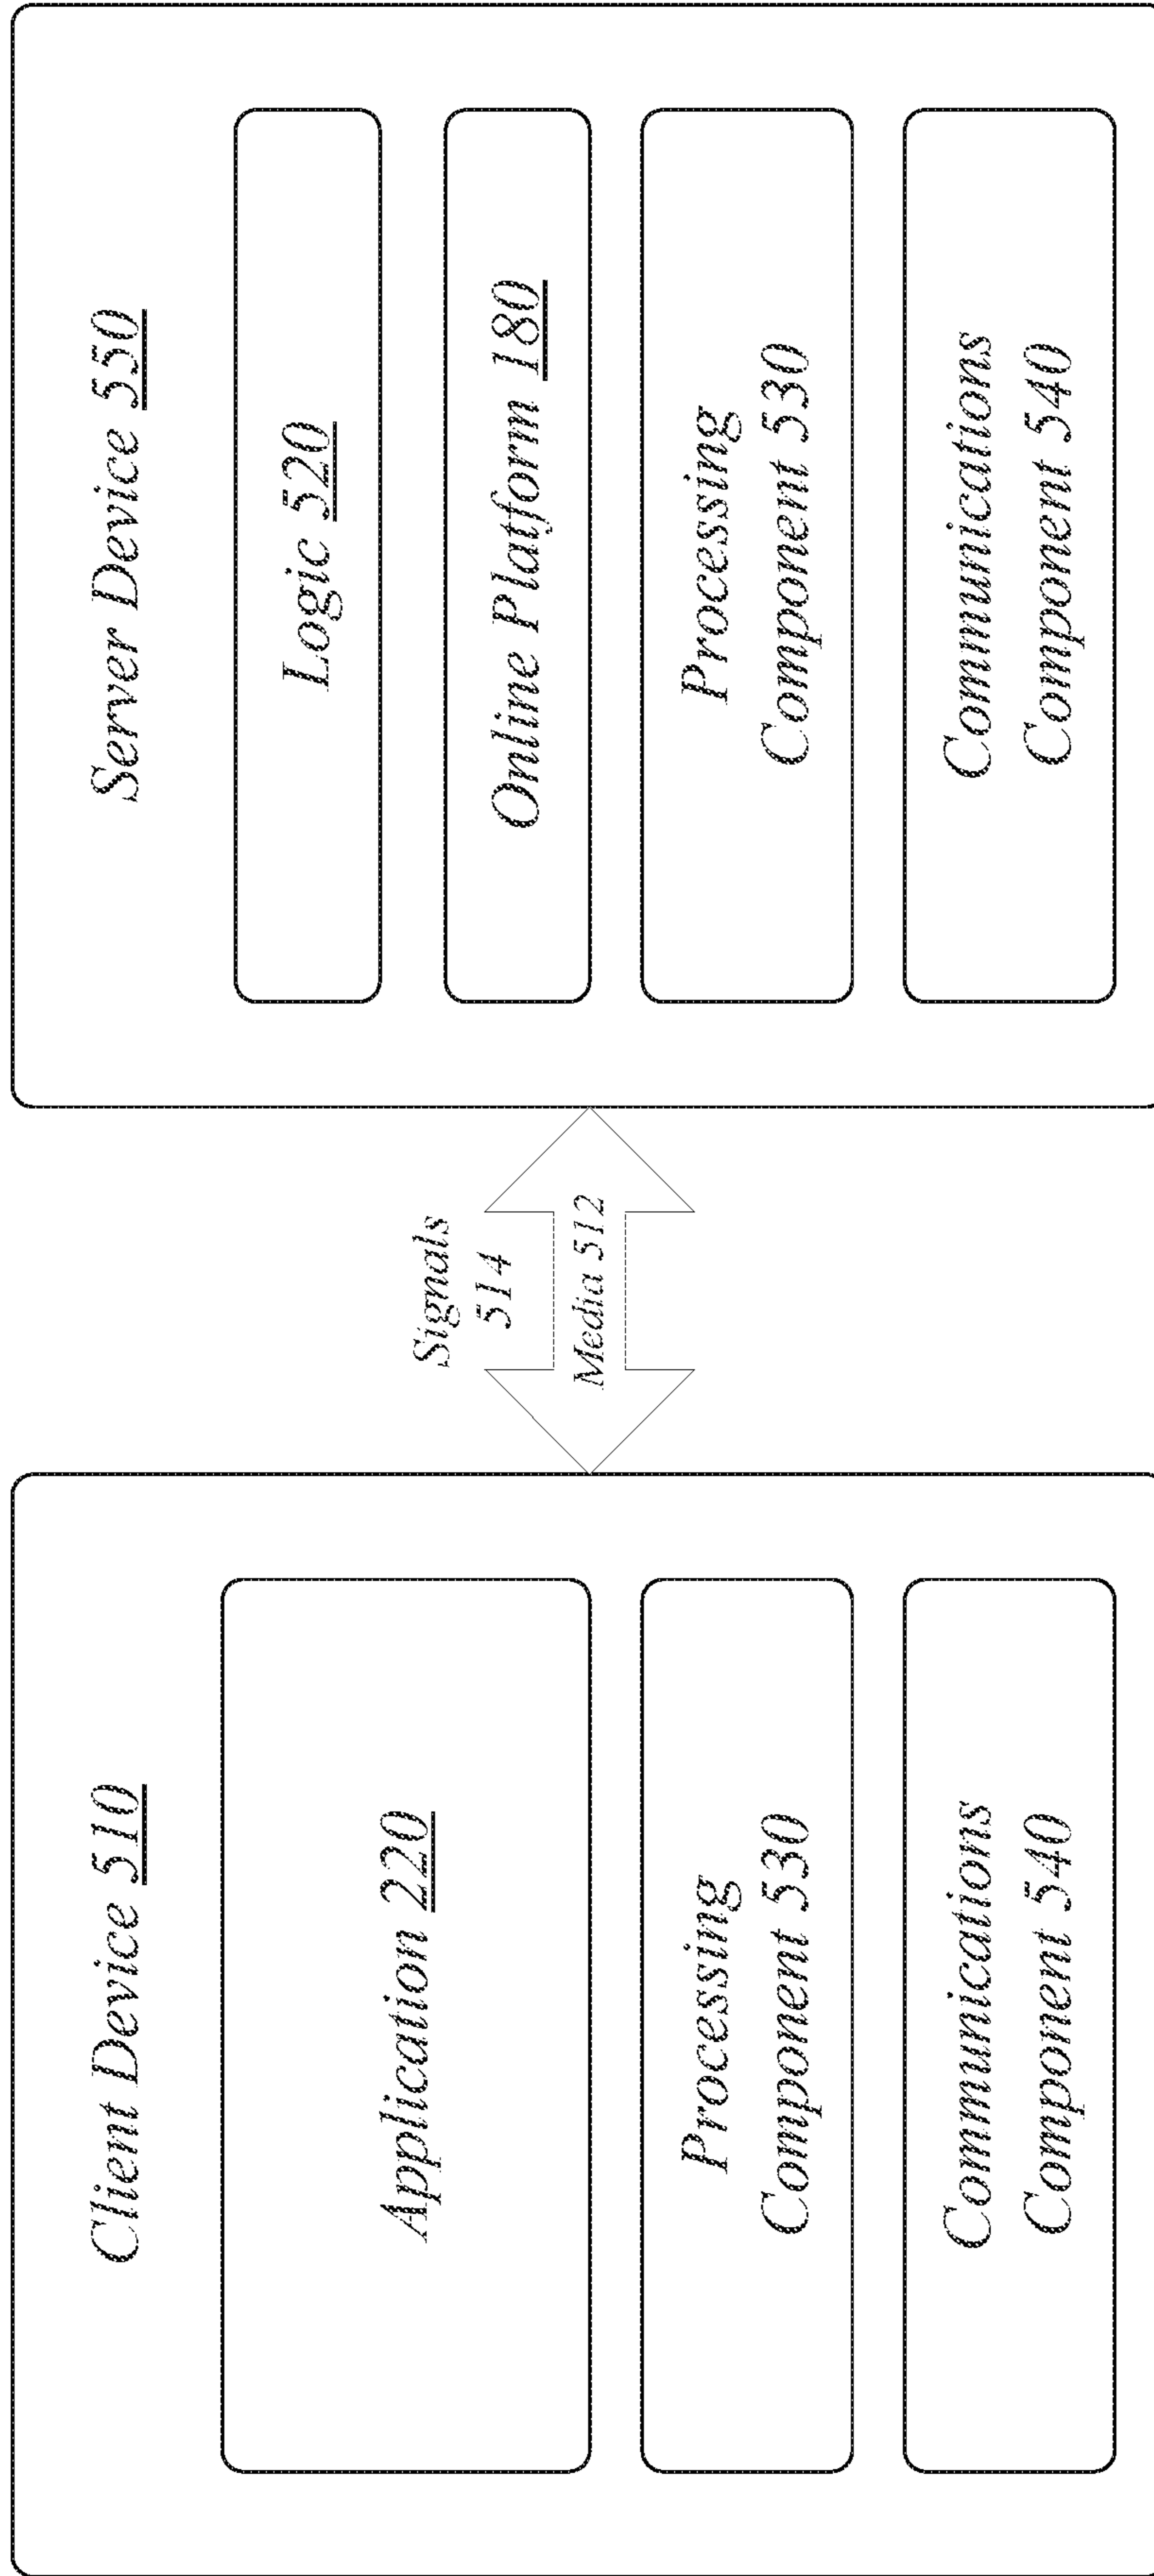 Client Device 510
Application 220
Processing
Component 530
Communications
Component 540
Signals
514
Media 512
Server Device 550
Logic 520
Online Platform 180
Processing
Component 530
Communications
Component 540